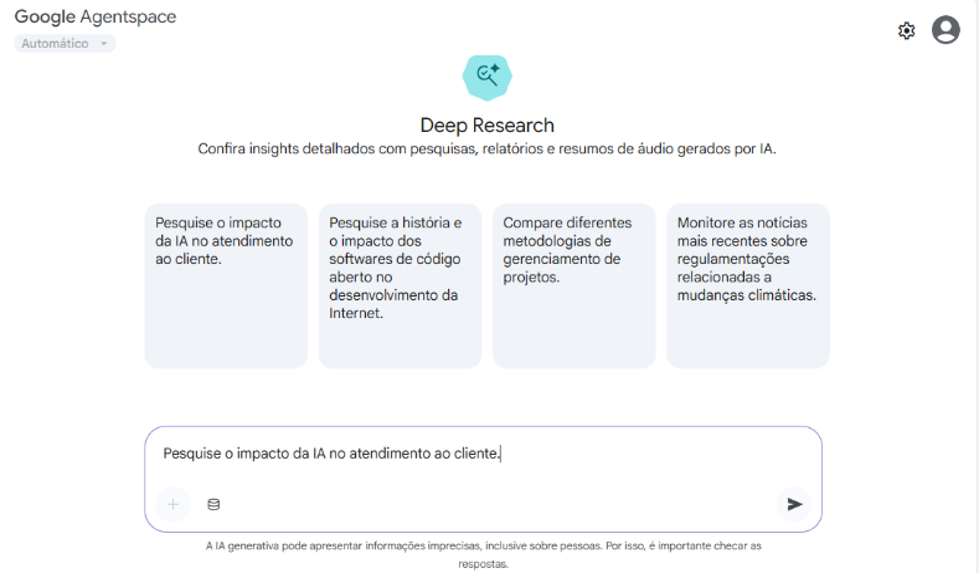 Google Agentspace
Automático
Deep Research
Confira insights detalhados com pesquisas, relatórios e resumos de áudio gerados por IA.
Pesquise o impacto
da IA no atendimento
ao cliente.
Pesquise a história e
o impacto dos
softwares de código
aberto no
desenvolvimento da
Internet.
Compare diferentes
metodologias de
gerenciamento de
projetos.
Monitore as notícias
mais recentes sobre
regulamentações
relacionadas a
mudanças climáticas.
Pesquise o impacto da IA no atendimento ao cliente.
A IA generativa pode apresentar informações imprecisas, inclusive sobre pessoas. Por isso, é importante checar as
respostas.